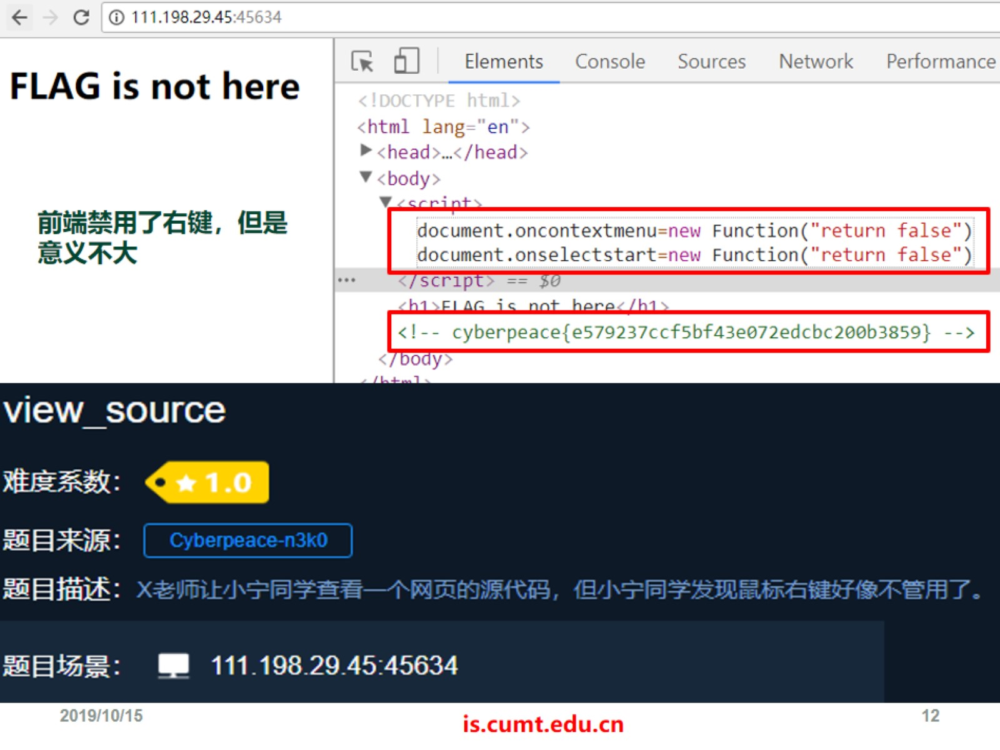 111.198.29.45:45634
FLAG is not here
前端禁用了右键，但是
意义不大
Elements Console Sources Network Performance
<!DOCTYPE html>
<html lang="en">
<head>…</head>
<body>
<script>
document.oncontextmenu=new Function("return false")
document.onselectstart=new Function("return false")
</script> == $0
<h1>FLAG is not here</h1>
<!-- cyberpeace{e579237ccf5bf43e072edcbc200b3859} -->
</body>
</html>
view_source
难度系数： 1.0
题目来源： Cyberpeace-n3k0
题目描述： X老师让小宁同学查看一个网页的源代码，但小宁同学发现鼠标右键好像不管用了。
题目场景： 111.198.29.45:45634
2019/10/15
is.cumt.edu.cn
12